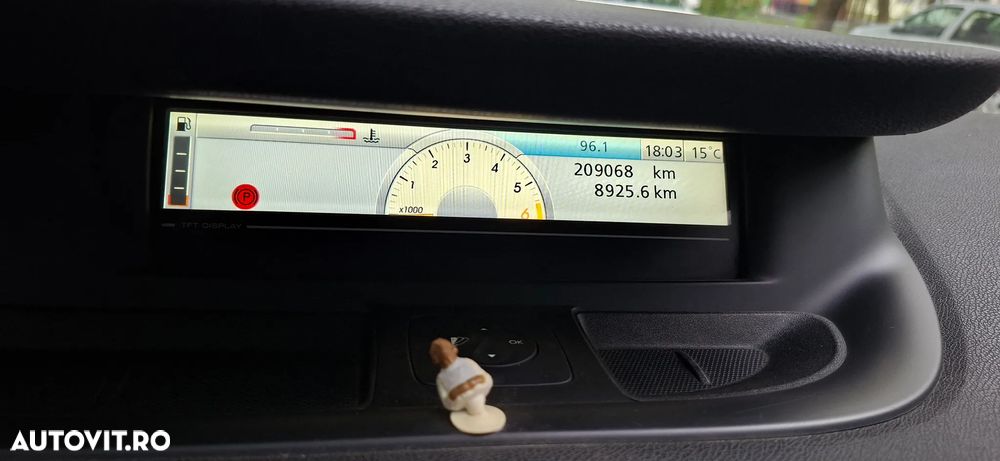 96.1 18:03 15°C
209068 km
8925.6 km
1 2 3 4 5 6
x1000
P
TFT DISPLAY
OK
AUTOVIT.RO